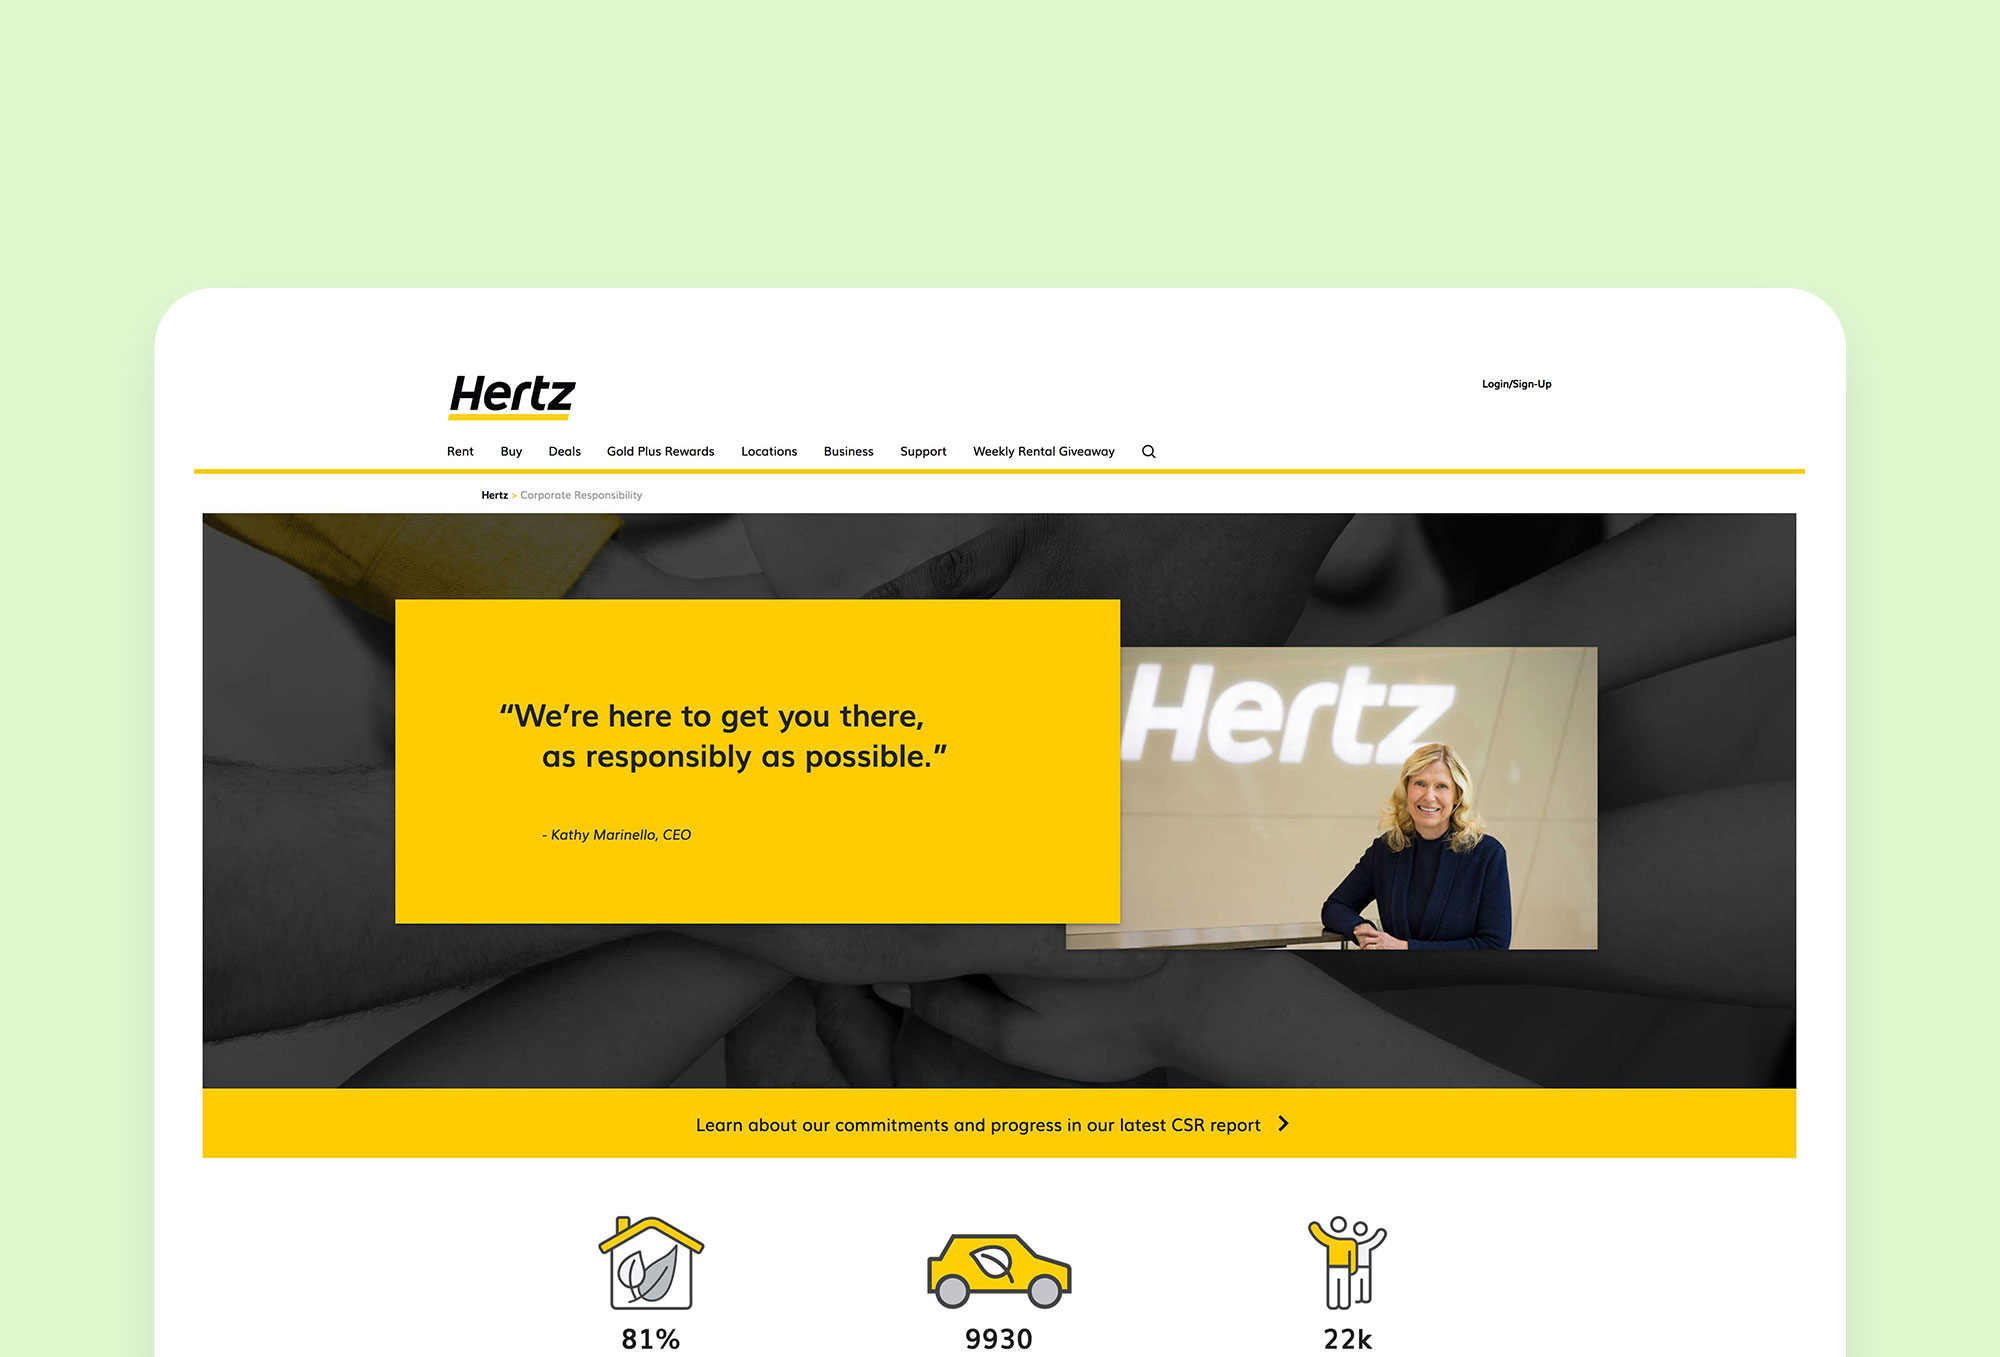 Hertz
Login/Sign-Up
Rent Buy Deals Gold Plus Rewards Locations Business Support Weekly Rental Giveaway
Hertz > Corporate Responsibility
“We’re here to get you there,
as responsibly as possible.”
- Kathy Marinello, CEO
Hertz
Learn about our commitments and progress in our latest CSR report
81% 9930 22k